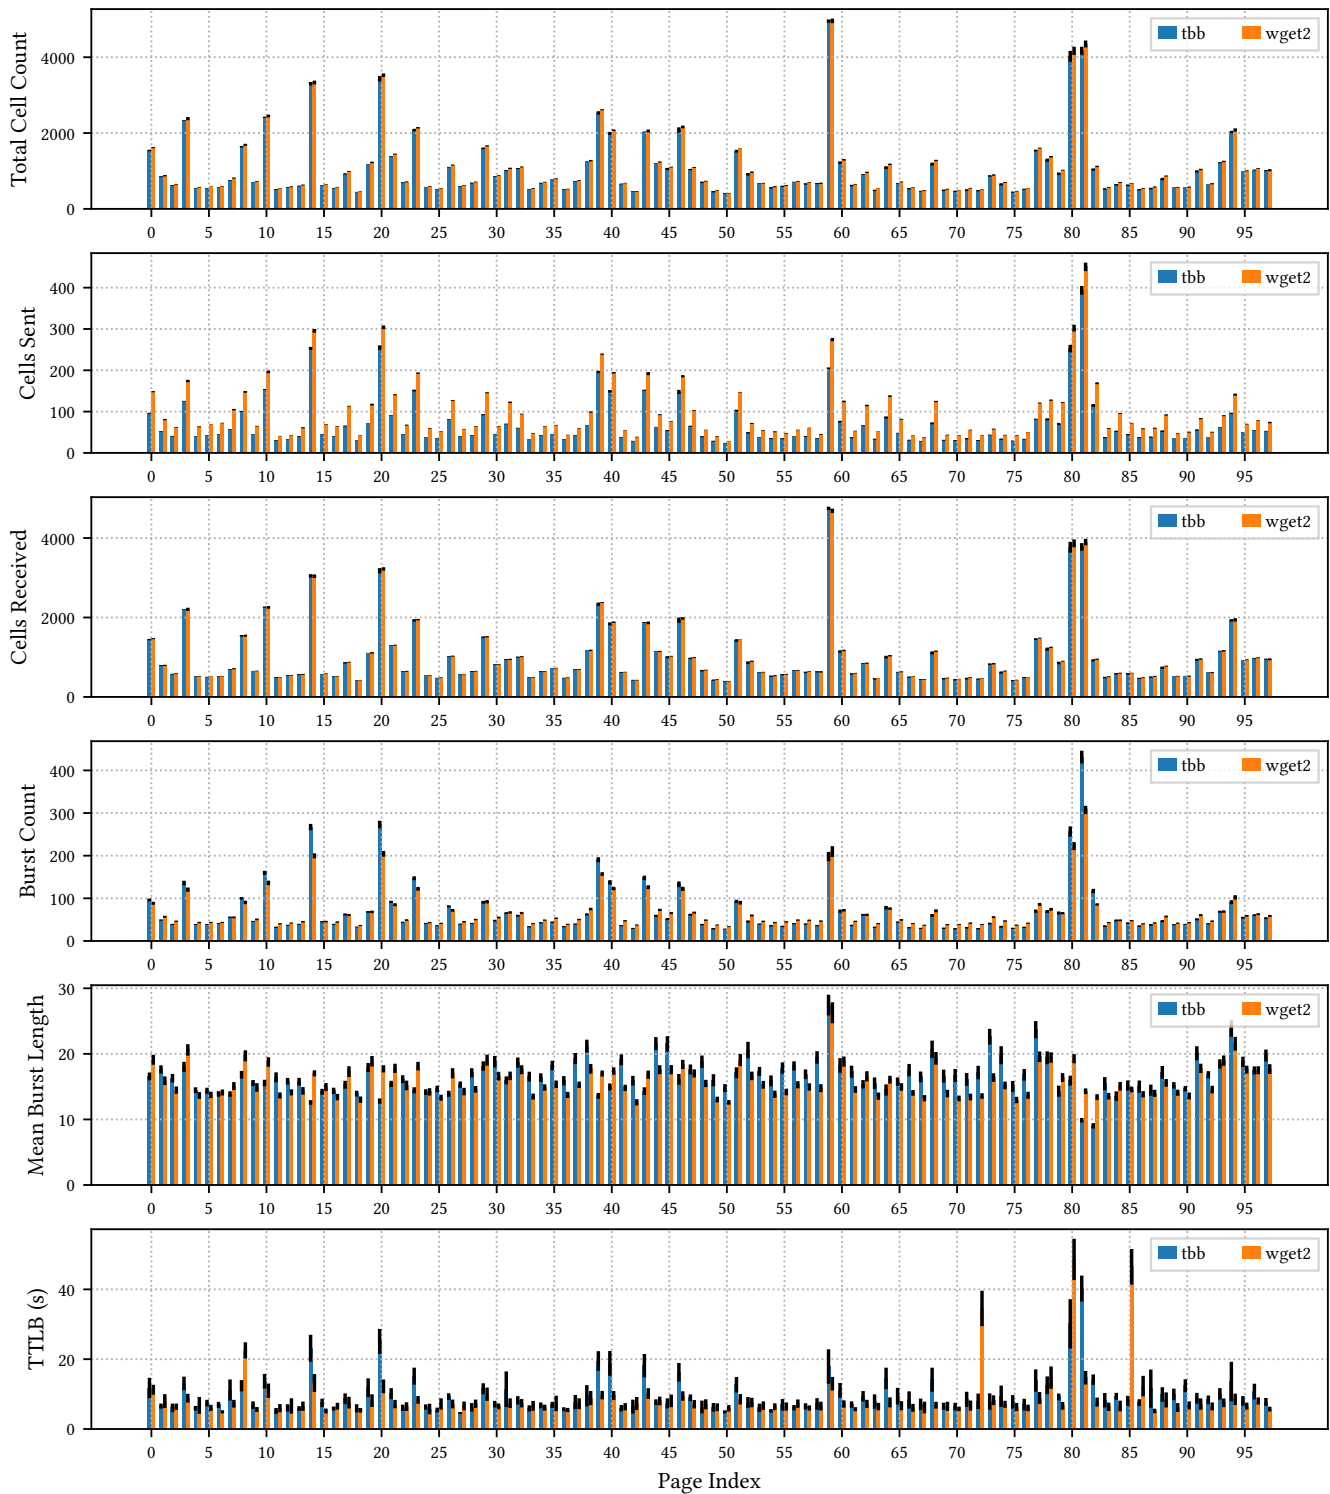 Total Cell Count
4000
2000
0
tbb wget2
0 5 10 15 20 25 30 35 40 45 50 55 60 65 70 75 80 85 90 95
Cells Sent
400
300
200
100
0
tbb wget2
0 5 10 15 20 25 30 35 40 45 50 55 60 65 70 75 80 85 90 95
Cells Received
4000
2000
0
tbb wget2
0 5 10 15 20 25 30 35 40 45 50 55 60 65 70 75 80 85 90 95
Burst Count
400
300
200
100
0
tbb wget2
0 5 10 15 20 25 30 35 40 45 50 55 60 65 70 75 80 85 90 95
Mean Burst Length
30
20
10
0
tbb wget2
0 5 10 15 20 25 30 35 40 45 50 55 60 65 70 75 80 85 90 95
TTLB (s)
40
20
0
tbb wget2
0 5 10 15 20 25 30 35 40 45 50 55 60 65 70 75 80 85 90 95
Page Index